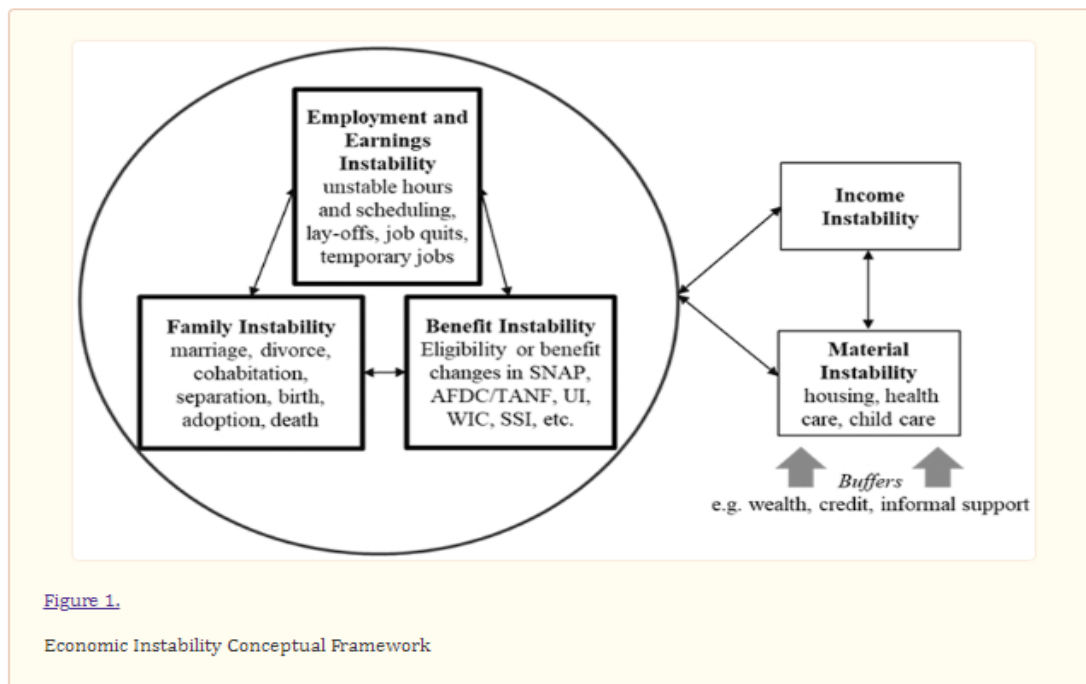 Employment and
Earnings
Instability
unstable hours
and scheduling,
lay-offs, job quits,
temporary jobs
Family Instability
marriage, divorce,
cohabitation,
separation, birth,
adoption, death
Benefit Instability
Eligibility or benefit
changes in SNAP,
AFDC/TANF, UI,
WIC, SSI, etc.
Income
Instability
Material
Instability
housing, health
care, child care
Buffers
e.g. wealth, credit, informal support
Figure 1.
Economic Instability Conceptual Framework